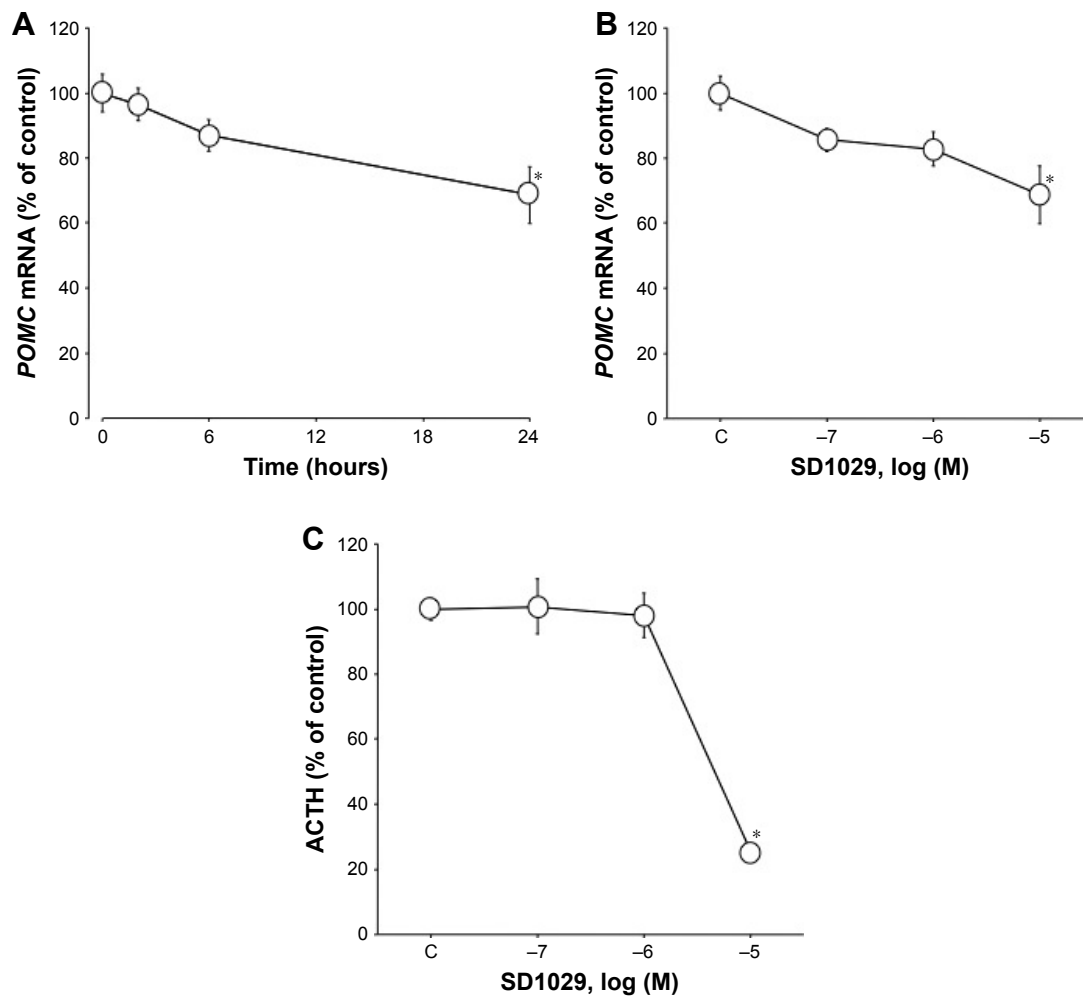 A
120
100
80
60
40
20
0
POMC mRNA (% of control)
*
0 6 12 18 24
Time (hours)
B
120
100
80
60
40
20
0
POMC mRNA (% of control)
*
C –7 –6 –5
SD1029, log (M)
C
120
100
80
60
40
20
0
ACTH (% of control)
*
C –7 –6 –5
SD1029, log (M)